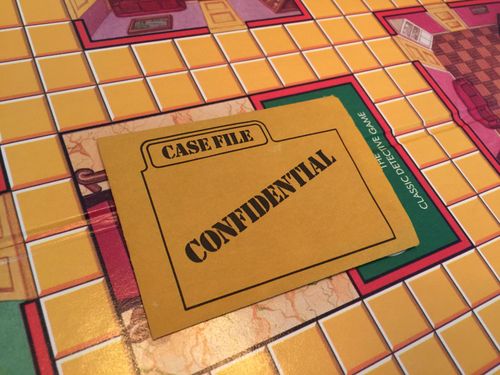 CASE FILE
CONFIDENTIAL
THE
CLASSIC DETECTIVE GAME